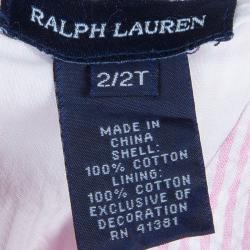 RALPH LAUREN
2/2T
MADE IN
CHINA
SHELL:
100% COTTON
LINING:
100% COTTON
EXCLUSIVE OF
DECORATION
RN 41381